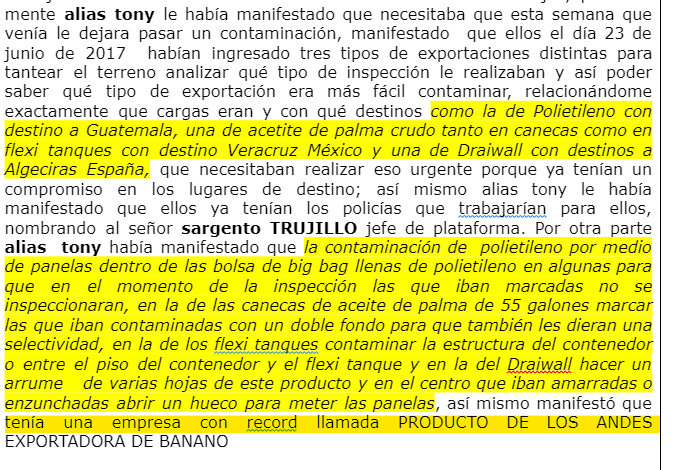 mente alias tony le había manifestado que necesitaba que esta semana que
venía le dejara pasar un contaminación, manifestado que ellos el día 23 de
junio de 2017 habían ingresado tres tipos de exportaciones distintas para
tantear el terreno analizar qué tipo de inspección le realizaban y así poder
saber qué tipo de exportación era más fácil contaminar, relacionándome
exactamente que cargas eran y con qué destinos como la de Polietileno con
destino a Guatemala, una de acetite de palma crudo tanto en canecas como en
flexi tanques con destino Veracruz México y una de Draiwall con destinos a
Algeciras España, que necesitaban realizar eso urgente porque ya tenían un
compromiso en los lugares de destino; así mismo alias tony le había
manifestado que ellos ya tenían los policías que trabajarían para ellos,
nombrando al señor sargento TRUJILLO jefe de plataforma. Por otra parte
alias tony había manifestado que la contaminación de polietileno por medio
de panelas dentro de las bolsa de big bag llenas de polietileno en algunas para
que en el momento de la inspección las que iban marcadas no se
inspeccionaran, en la de las canecas de aceite de palma de 55 galones marcar
las que iban contaminadas con un doble fondo para que también les dieran una
selectividad, en la de los flexi tanques contaminar la estructura del contenedor
o entre el piso del contenedor y el flexi tanque y en la del Draiwall hacer un
arrume de varias hojas de este producto y en el centro que iban amarradas o
enzunchadas abrir un hueco para meter las panelas, así mismo manifestó que
tenía una empresa con record llamada PRODUCTO DE LOS ANDES
EXPORTADORA DE BANANO